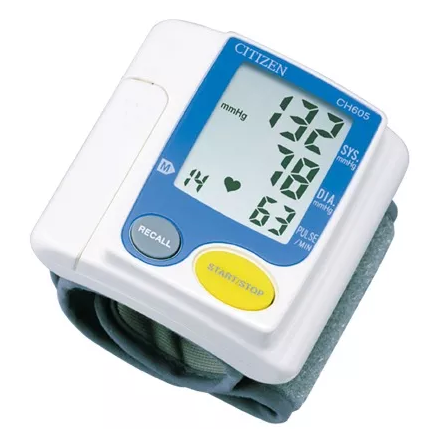 CITIZEN
CH605
mmHg
132
SYS.
mmHg
78
DIA.
mmHg
M
14
63
PULSE
/MIN
RECALL
START/STOP